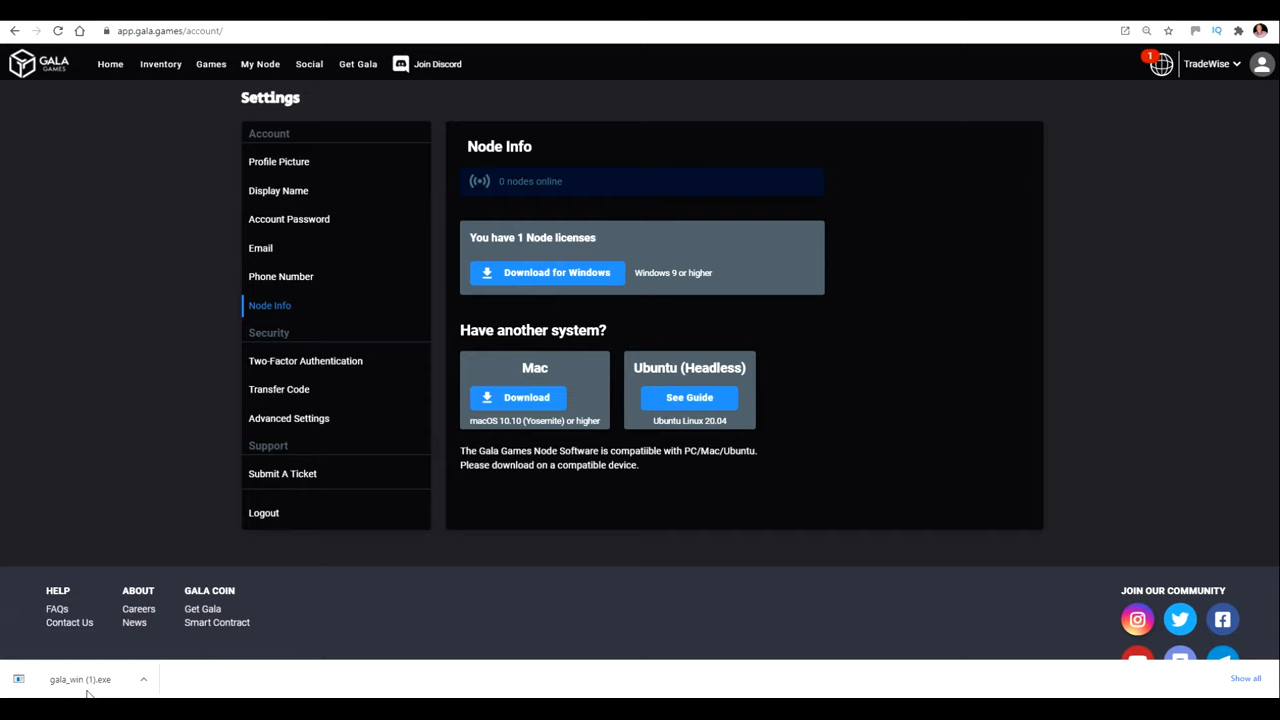 app.gala.games/account/
GALA
GAMES
Home
Inventory
Games
My Node
Social
Get Gala
Join Discord
1
TradeWise
Settings
Account
Profile Picture
Display Name
Account Password
Email
Phone Number
Node Info
Security
Two-Factor Authentication
Transfer Code
Advanced Settings
Support
Submit A Ticket
Logout
Node Info
0 nodes online
You have 1 Node licenses
Download for Windows
Windows 9 or higher
Have another system?
Mac
Download
macOS 10.10 (Yosemite) or higher
Ubuntu (Headless)
See Guide
Ubuntu Linux 20.04
The Gala Games Node Software is compatiible with PC/Mac/Ubuntu.
Please download on a compatible device.
HELP
FAQs
Contact Us
ABOUT
Careers
News
GALA COIN
Get Gala
Smart Contract
JOIN OUR COMMUNITY
gala_win (1).exe
Show all
IQ